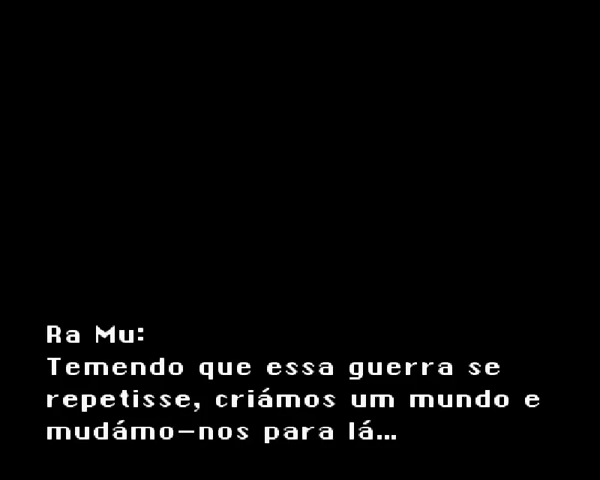 Ra Mu:
Temendo que essa guerra se
repetisse, criámos um mundo e
mudámo-nos para lá...